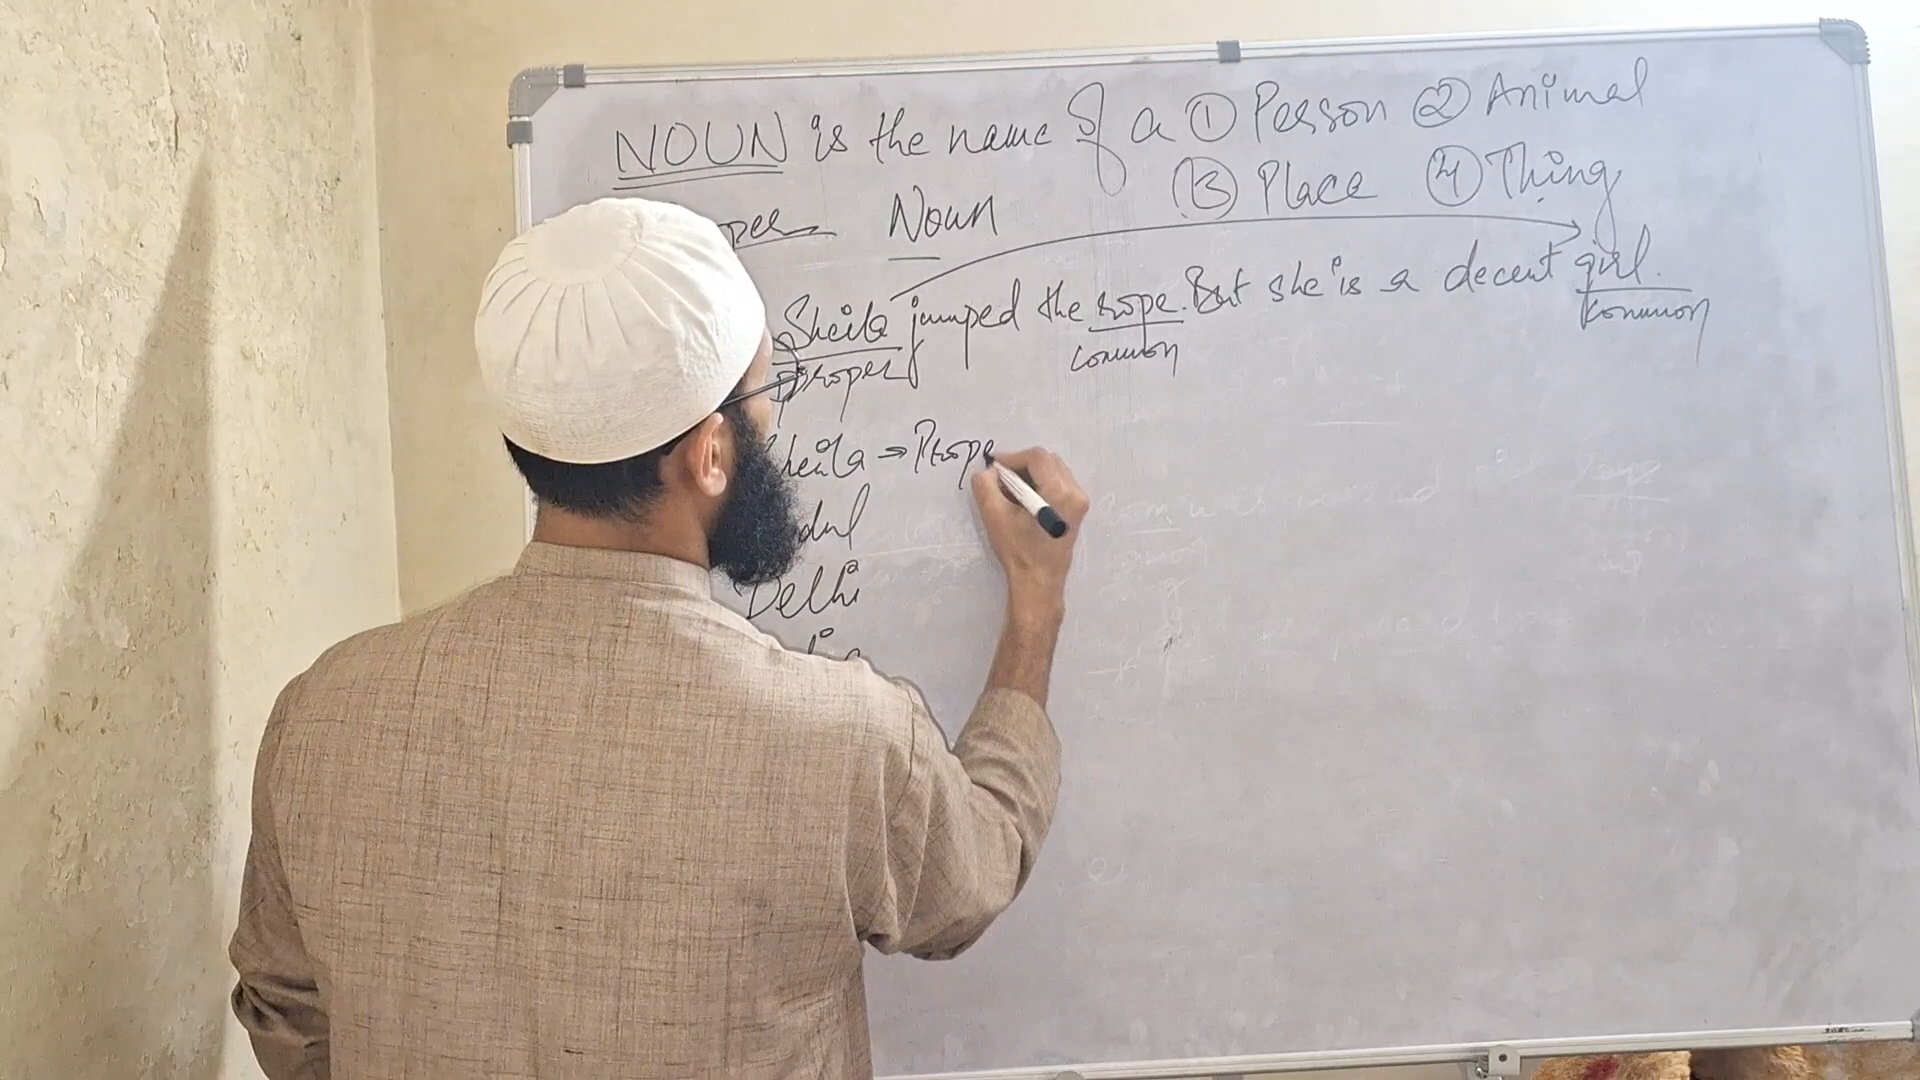 NOUN is the name of a ① Person ② Animal
③ Place ④ Thing
Noun
Sheila jumped the rope. But she is a decent girl.
proper common common
Sheila → Prope
Delhi